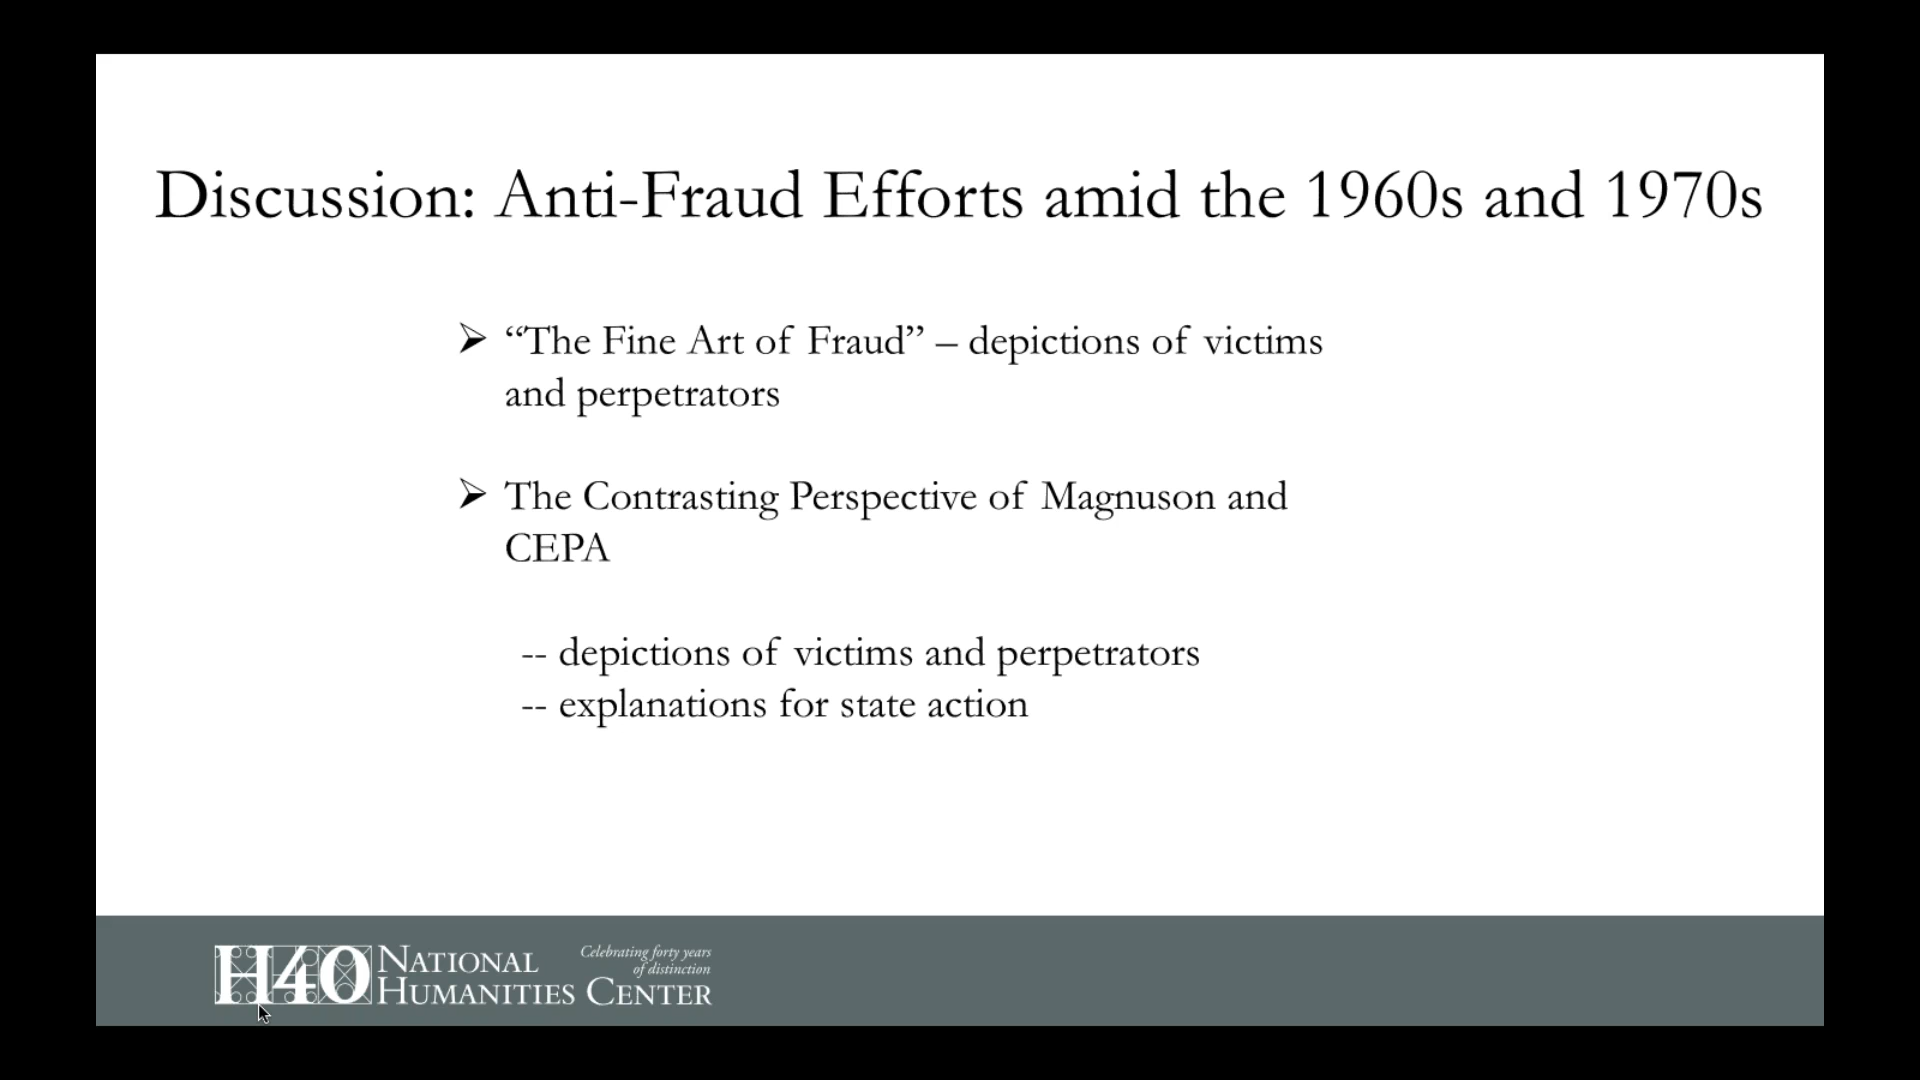 Discussion: Anti-Fraud Efforts amid the 1960s and 1970s
➢ “The Fine Art of Fraud” – depictions of victims
and perpetrators
➢ The Contrasting Perspective of Magnuson and
CEPA
-- depictions of victims and perpetrators
-- explanations for state action
H40 NATIONAL
HUMANITIES CENTER
Celebrating forty years
of distinction